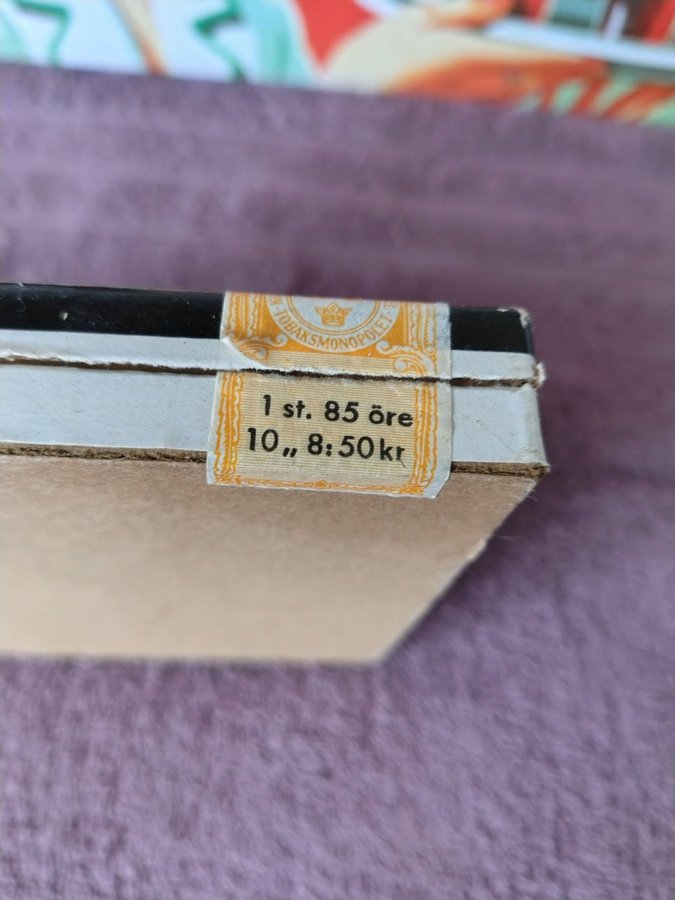 TOBAKSMONOPOLET
1 st. 85 öre
10 „ 8:50 kr